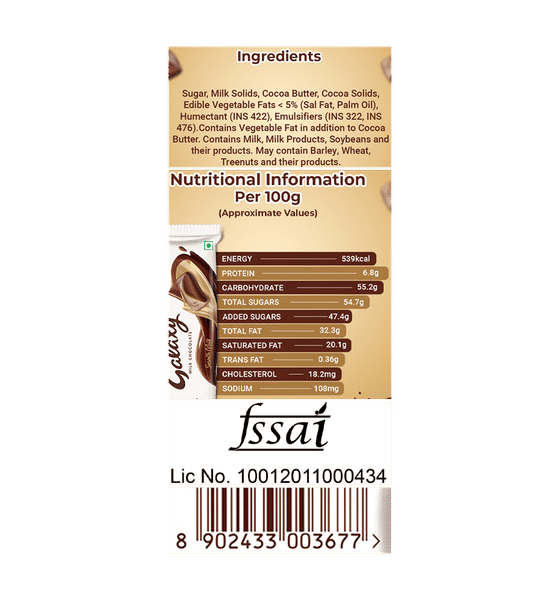 Ingredients
Sugar, Milk Solids, Cocoa Butter, Cocoa Solids,
Edible Vegetable Fats < 5% (Sal Fat, Palm Oil),
Humectant (INS 422), Emulsifiers (INS 322, INS
476).Contains Vegetable Fat in addition to Cocoa
Butter. Contains Milk, Milk Products, Soybeans and
their products. May contain Barley, Wheat,
Treenuts and their products.
Nutritional Information
Per 100g
(Approximate Values)
ENERGY 539kcal
PROTEIN 6.8g
CARBOHYDRATE 55.2g
TOTAL SUGARS 54.7g
ADDED SUGARS 47.4g
TOTAL FAT 32.3g
SATURATED FAT 20.1g
TRANS FAT 0.36g
CHOLESTEROL 18.2mg
SODIUM 108mg
Galaxy
MILK CHOCOLATE
fssai
Lic No. 10012011000434
8 902433 003677 >